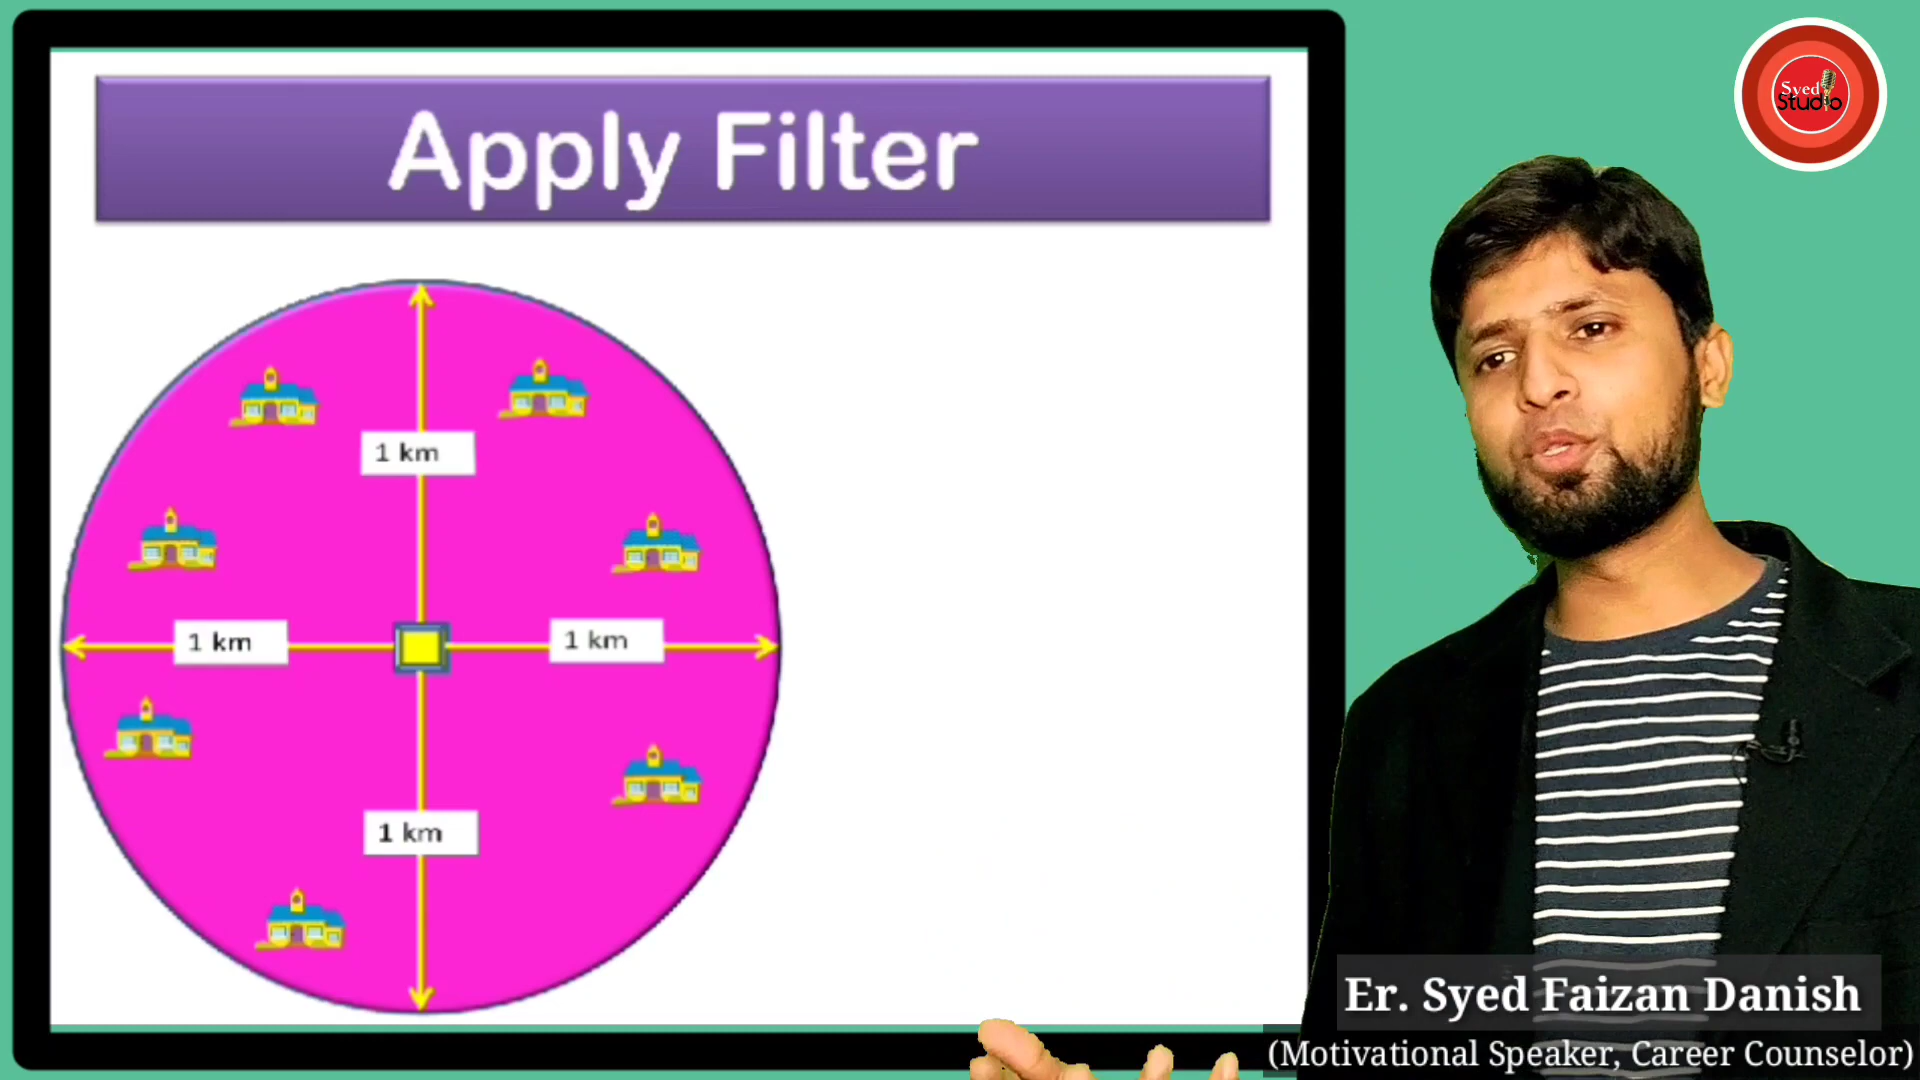 Apply Filter
Syed
Studio
1 km
1 km
1 km
1 km
Er. Syed Faizan Danish
(Motivational Speaker, Career Counselor)